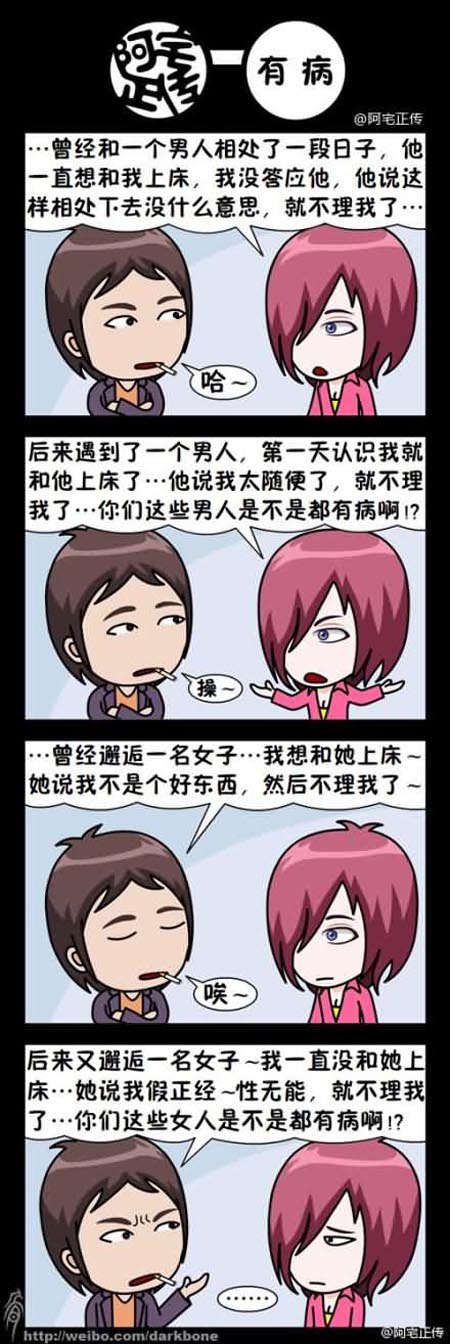 阿宅正传
有病
@阿宅正传
…曾经和一个男人相处了一段日子，他
一直想和我上床，我没答应他，他说这
样相处下去没什么意思，就不理我了…
哈~
后来遇到了一个男人，第一天认识我就
和他上床了…他说我太随便了，就不理
我了…你们这些男人是不是都有病啊!?
操~
…曾经邂逅一名女子…我想和她上床~
她说我不是个好东西，然后不理我了~
唉~
后来又邂逅一名女子~我一直没和她上
床…她说我假正经~性无能，就不理我
了…你们这些女人是不是都有病啊!?
……
http://weibo.com/darkbone
@阿宅正传